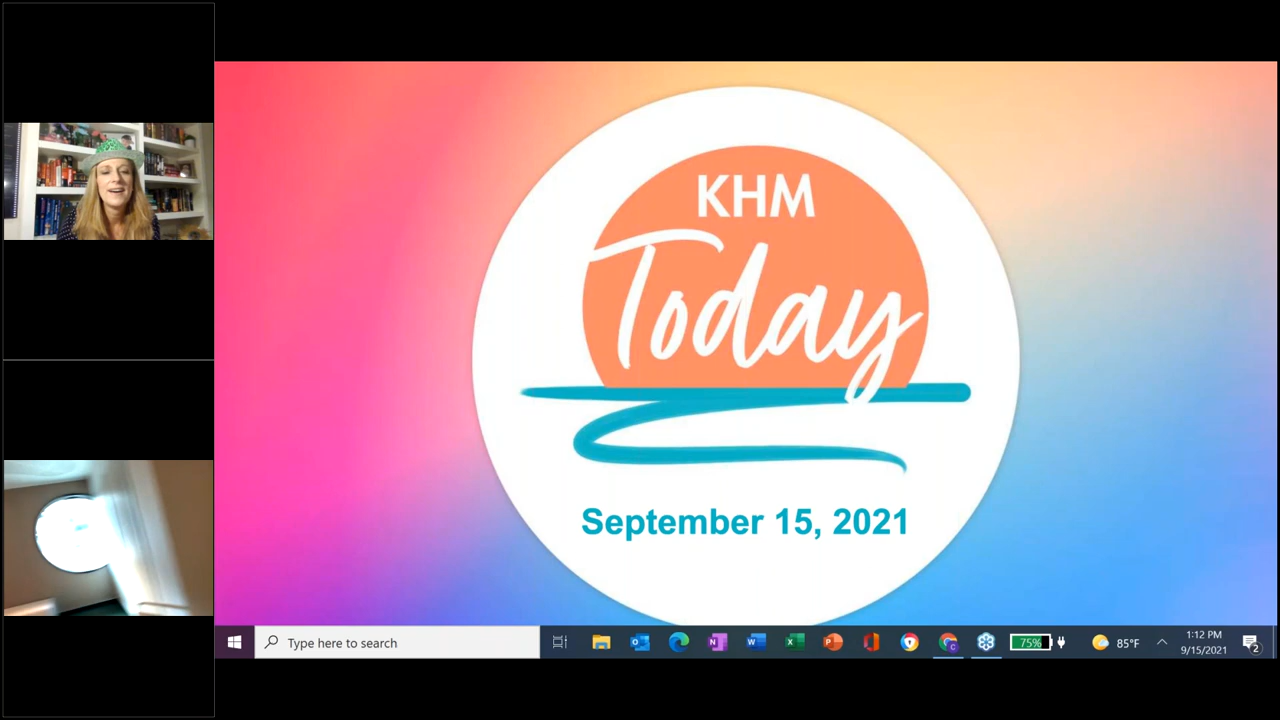 KHM
Today
September 15, 2021
Type here to search
75%
85°F
1:12 PM
9/15/2021
2